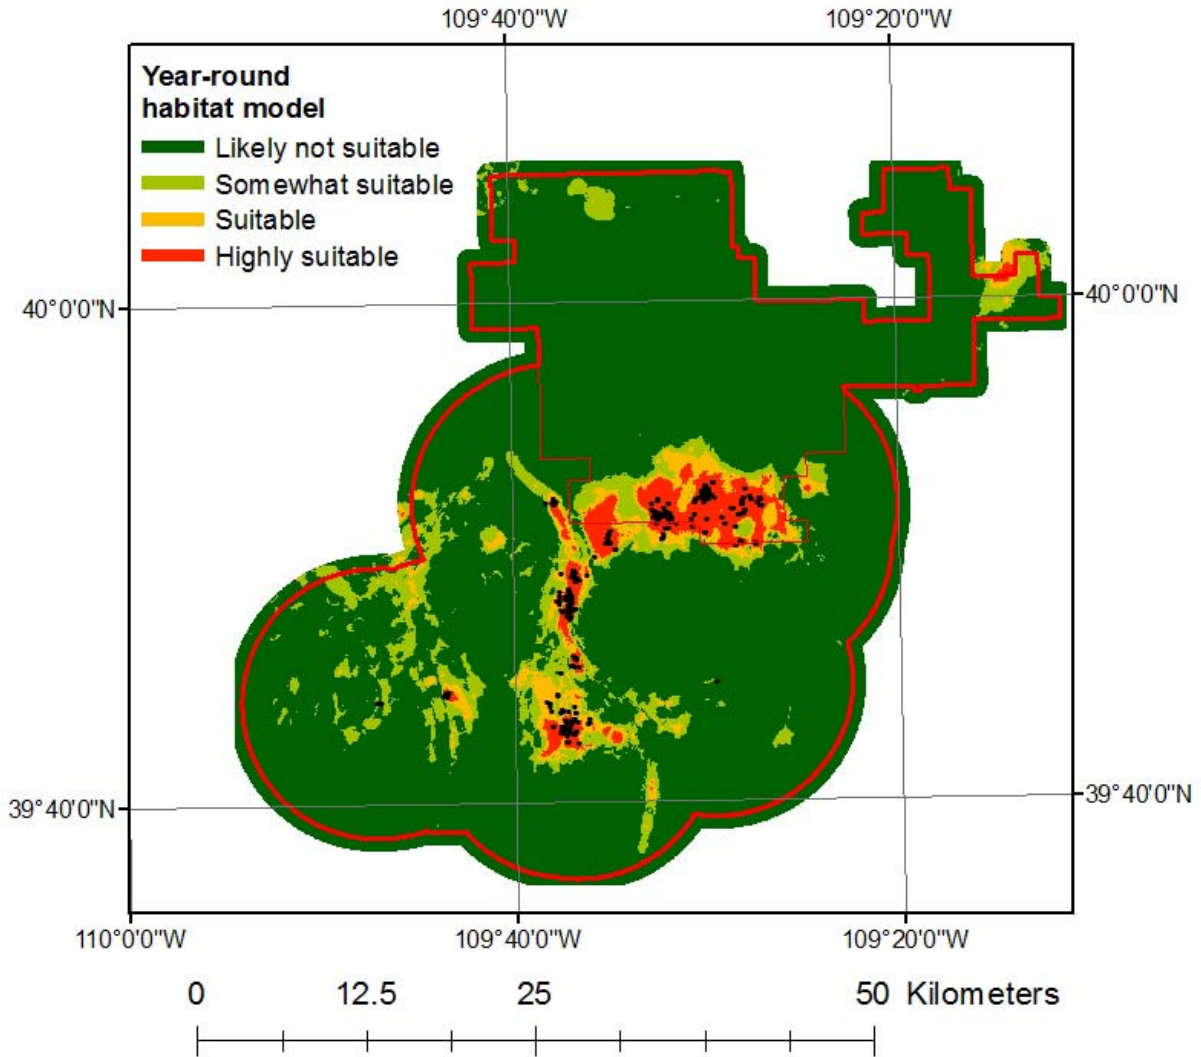 109°40'0"W 109°20'0"W
Year-round
habitat model
Likely not suitable
Somewhat suitable
Suitable
Highly suitable
40°0'0"N 40°0'0"N
39°40'0"N 39°40'0"N
110°0'0"W 109°40'0"W 109°20'0"W
0 12.5 25 50 Kilometers